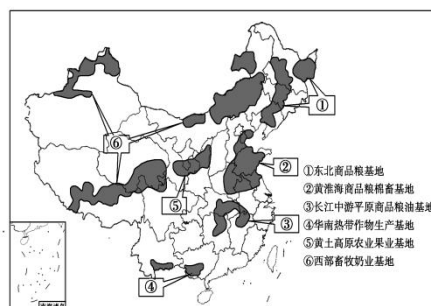 ①
②
③
④
⑤
⑥
①东北商品粮基地
②黄淮海商品粮棉畜基地
③长江中游平原商品粮油基地
④华南热带作物生产基地
⑤黄土高原农业果业基地
⑥西部畜牧奶业基地